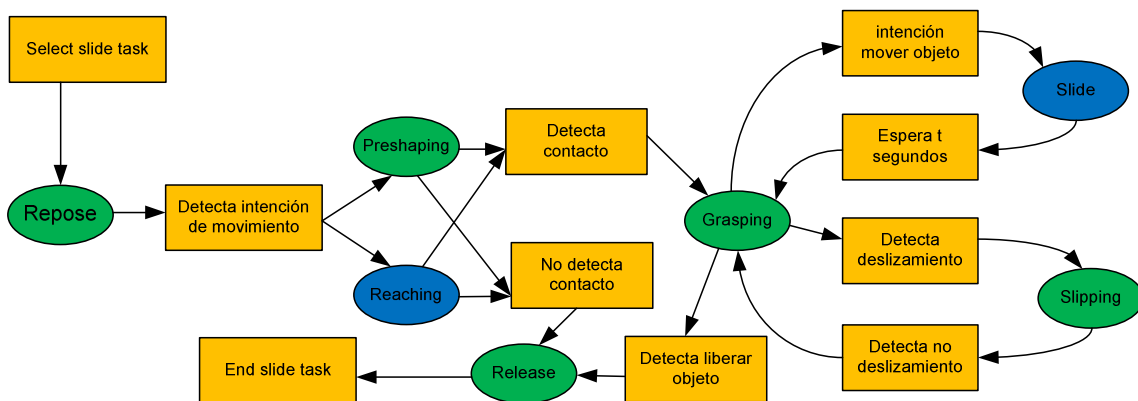 Select slide task
Repose
Detecta intención
de movimiento
Preshaping
Reaching
Detecta
contacto
No detecta
contacto
Release
End slide task
Grasping
Detecta liberar
objeto
intención
mover objeto
Slide
Espera t
segundos
Detecta
deslizamiento
Slipping
Detecta no
deslizamiento